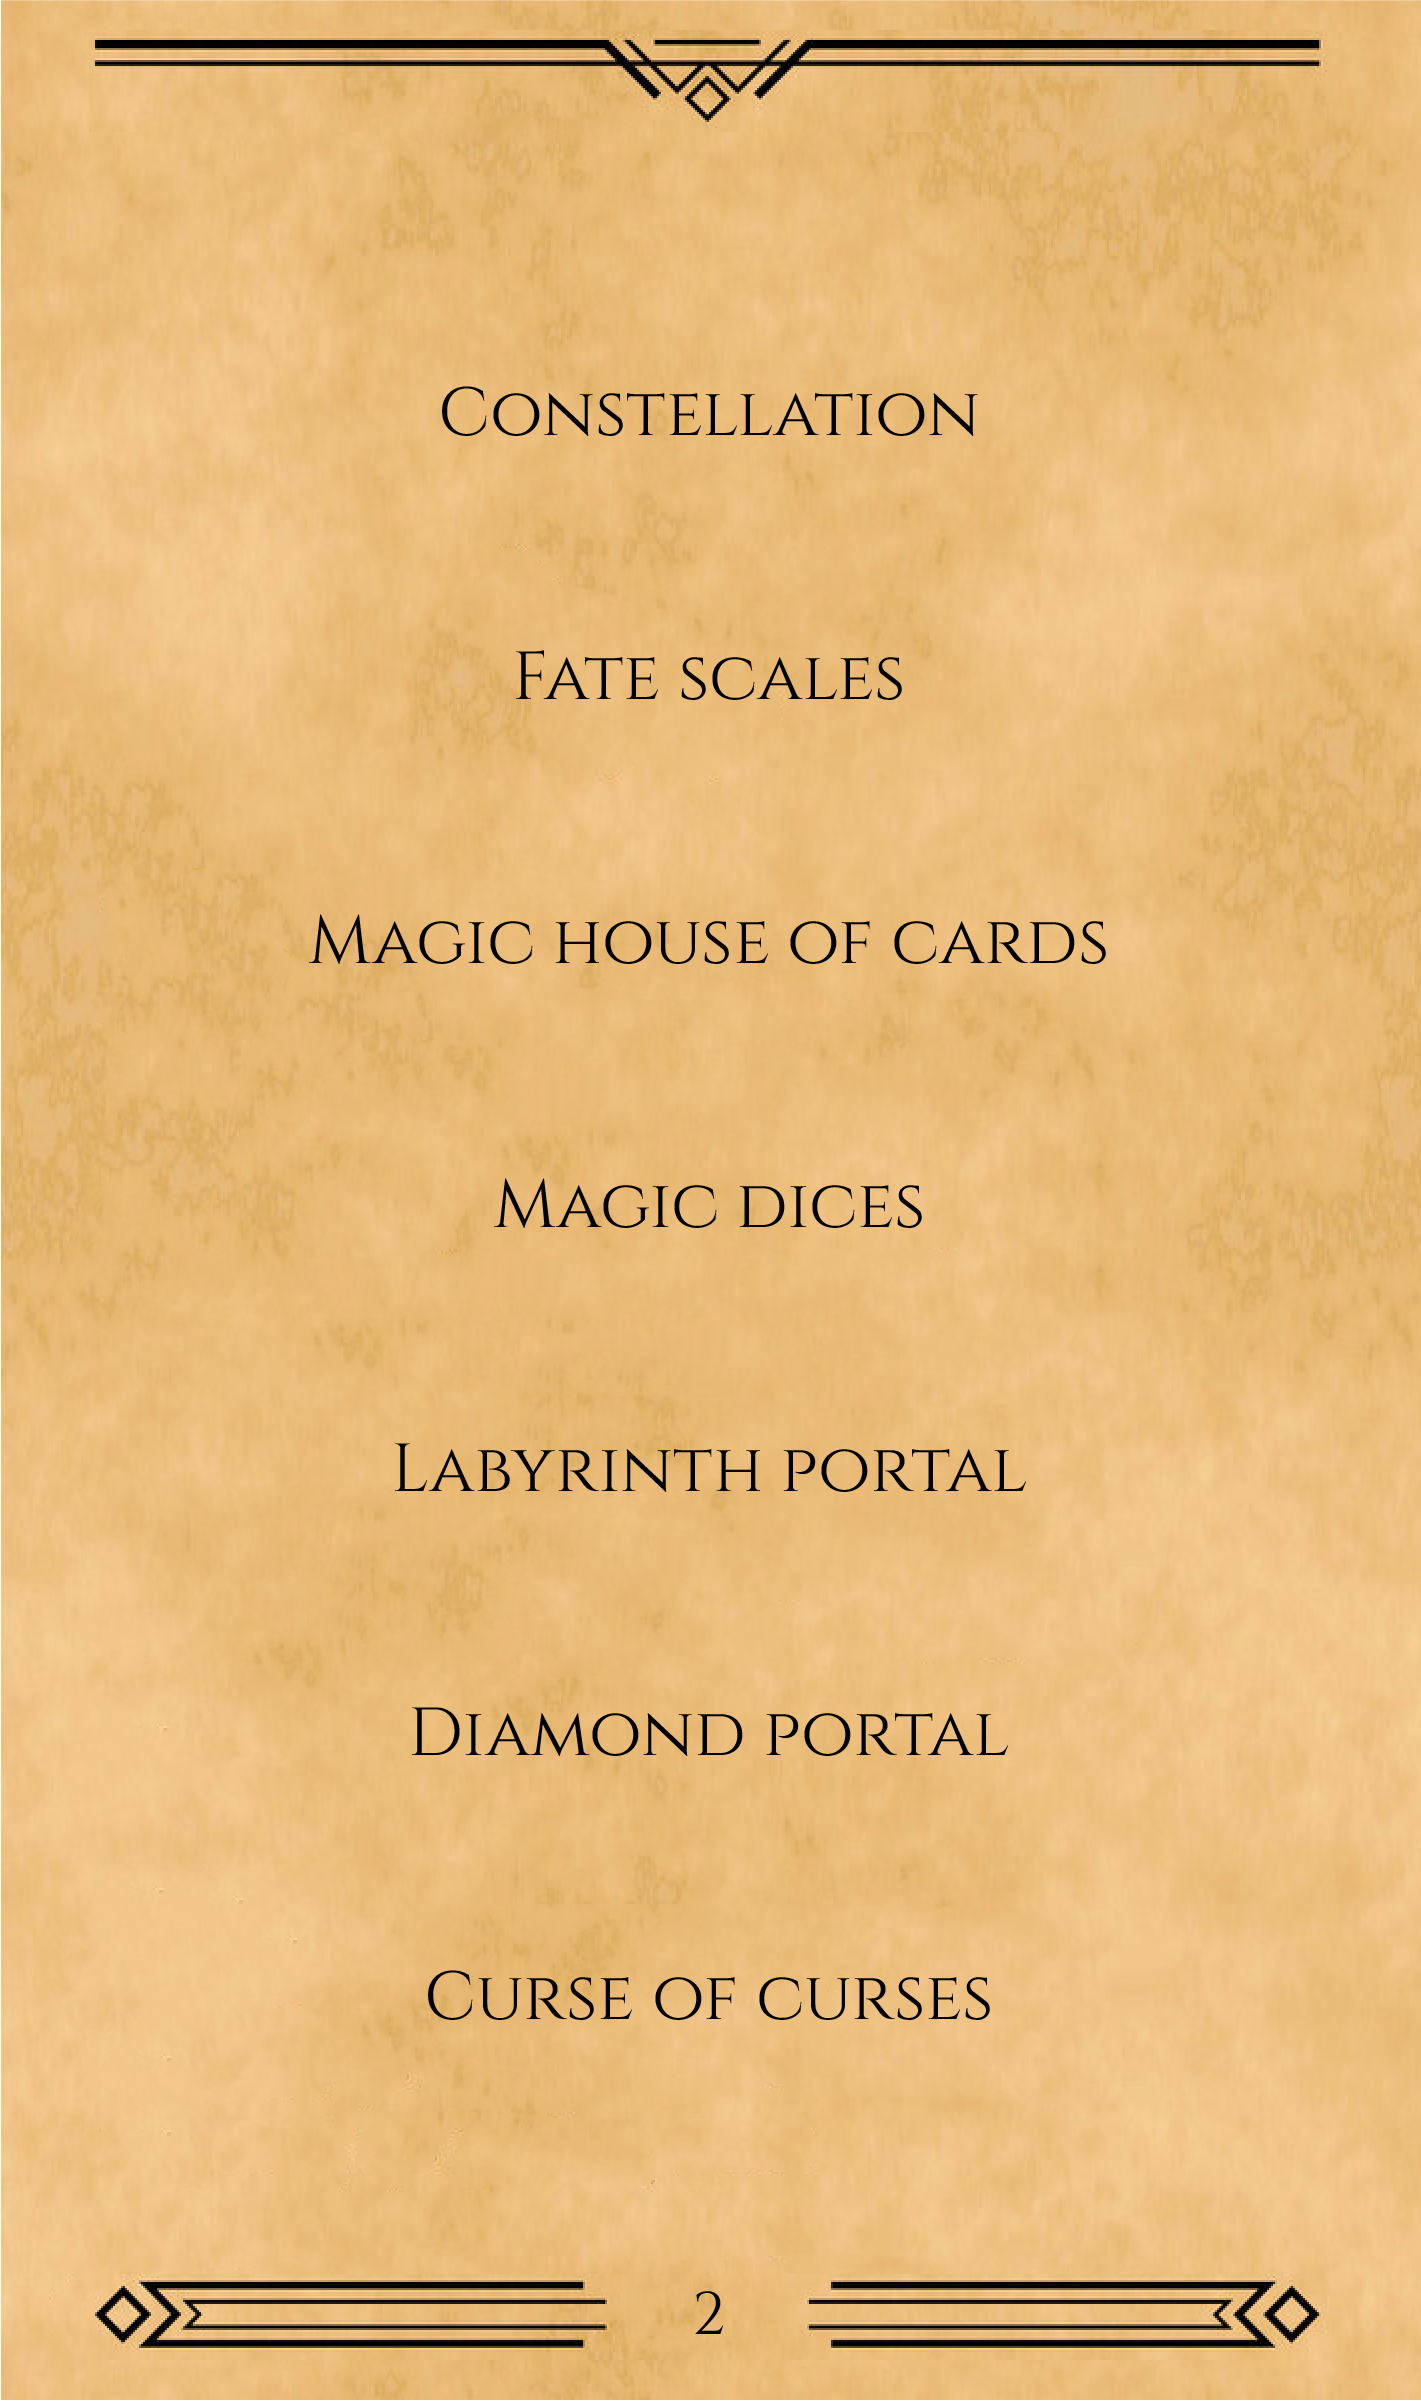 Constellation
Fate scales
Magic house of cards
Magic dices
Labyrinth portal
Diamond portal
Curse of curses
2